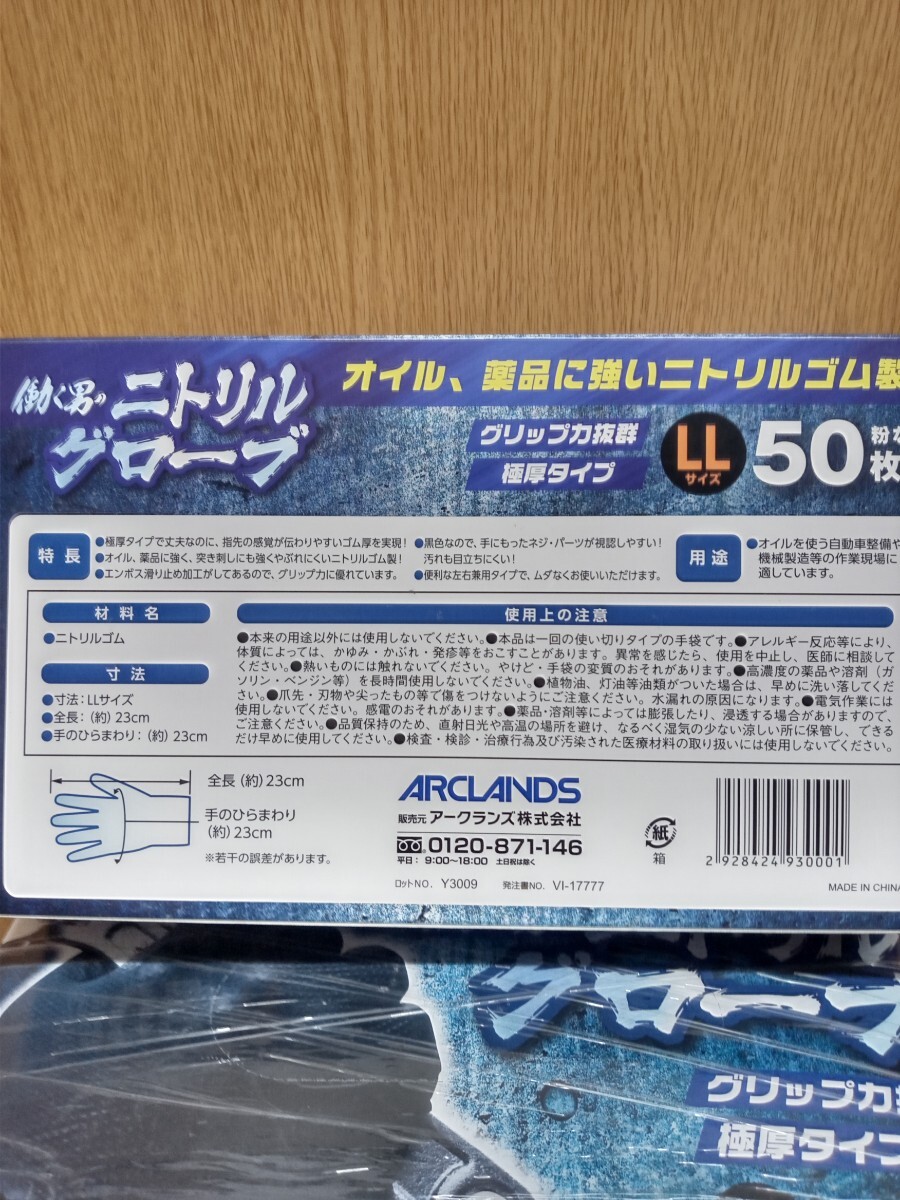 働く男の
ニトリル
グローブ
オイル、薬品に強いニトリルゴム製
グリップ力抜群
極厚タイプ
LL
サイズ
50
粉な
枚
特長
●極厚タイプで丈夫なのに、指先の感覚が伝わりやすいゴム厚を実現!
●オイル、薬品に強く、突き刺しにも強くやぶれにくいニトリルゴム製!
●エンボス滑り止め加工がしてあるので、グリップ力に優れています。
●黒色なので、手にもったネジ・パーツが視認しやすい!
汚れも目立ちにくい!
●便利な左右兼用タイプで、ムダなくお使いいただけます。
用途
●オイルを使う自動車整備や
機械製造等の作業現場に
適しています。
材料名
●ニトリルゴム
寸法
●寸法:LLサイズ
●全長:(約)23cm
●手のひらまわり:(約)23cm
使用上の注意
●本来の用途以外には使用しないでください。●本品は一回の使い切りタイプの手袋です。●アレルギー反応等により、
体質によっては、かゆみ・かぶれ・発疹等をおこすことがあります。異常を感じたら、使用を中止し、医師に相談して
ください。●熱いものには触れないでください。やけど・手袋の変質のおそれがあります。●高濃度の薬品や溶剤(ガ
ソリン・ベンジン等)を長時間使用しないでください。●植物油、灯油等油類がついた場合は、早めに洗い落してくだ
さい。●爪先・刃物や尖ったもの等で傷をつけないようにご注意ください。水漏れの原因になります。●電気作業には
使用しないでください。感電のおそれがあります。●薬品・溶剤等によっては膨張したり、浸透する場合がありますので、
ご注意ください。●品質保持のため、直射日光や高温の場所を避け、なるべく湿気の少ない涼しい所に保管し、できる
だけ早めに使用してください。●検査・検診・治療行為及び汚染された医療材料の取り扱いには使用しないでください。
全長(約)23cm
手のひらまわり
(約)23cm
※若干の誤差があります。
ARCLANDS
販売元 アークランズ株式会社
0120-871-146
平日:9:00~18:00 土日祝は除く
ロットNO. Y3009 発注書NO. VI-17777
紙
箱
2 928424 930001
MADE IN CHINA
グローブ
グリップ力抜
極厚タイプ